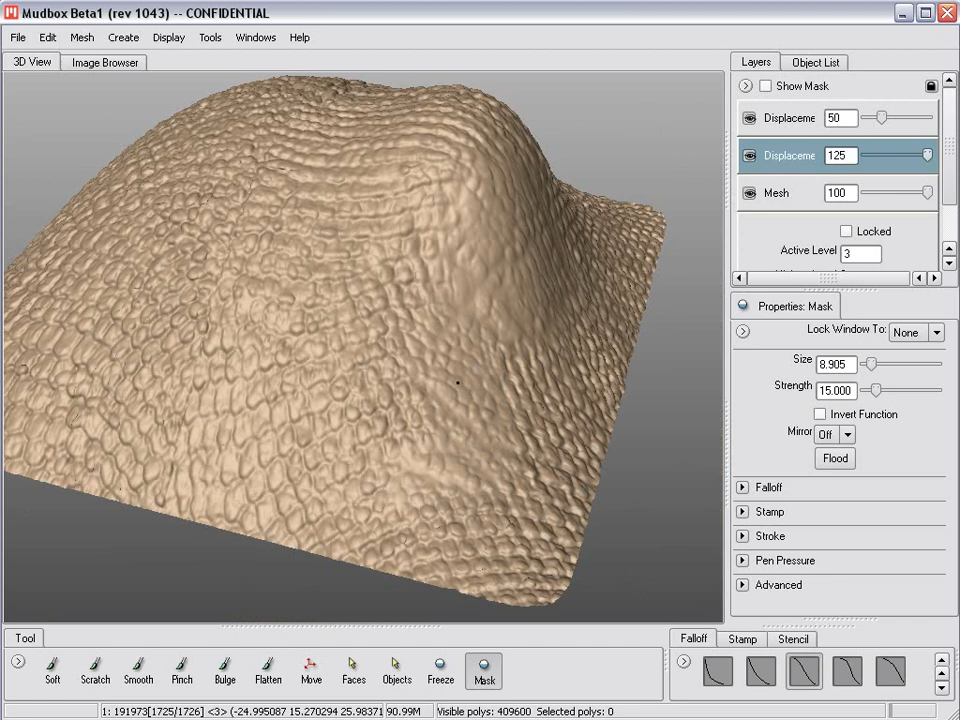 Mudbox Beta1 (rev 1043) -- CONFIDENTIAL
File Edit Mesh Create Display Tools Windows Help
3D View Image Browser
Layers Object List
Show Mask
Displaceme 50
Displaceme 125
Mesh 100
Locked
Active Level 3
Properties: Mask
Lock Window To: None
Size 8.905
Strength 15.000
Invert Function
Mirror Off
Flood
Falloff
Stamp
Stroke
Pen Pressure
Advanced
Tool
Falloff Stamp Stencil
Soft Scratch Smooth Pinch Bulge Flatten Move Faces Objects Freeze Mask
1: 191973[1725/1726] <3> (-24.995087 15.270294 25.98371 90.99M Visible polys: 409600 Selected polys: 0